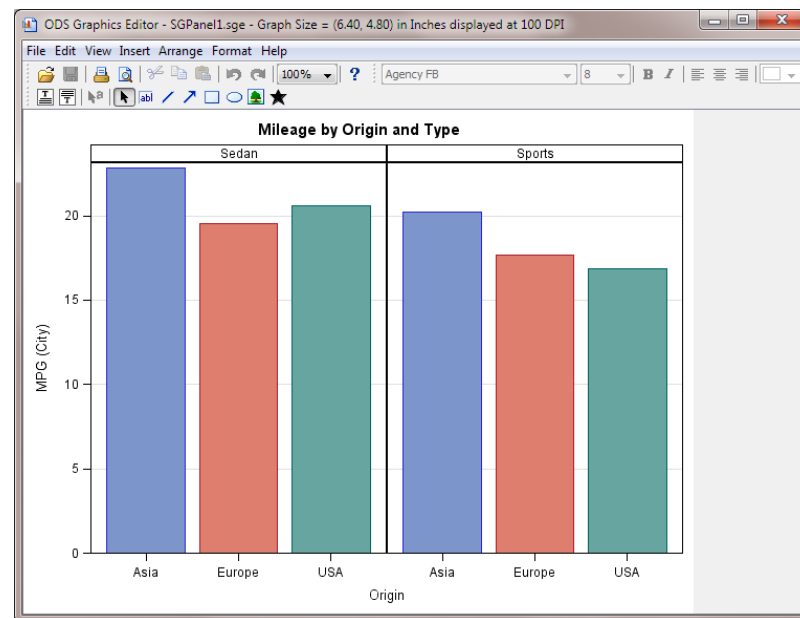 ODS Graphics Editor - SGPanel1.sge - Graph Size = (6.40, 4.80) in Inches displayed at 100 DPI
File Edit View Insert Arrange Format Help
100% ? Agency FB 8 B I
abl
Mileage by Origin and Type
Sedan Sports
20
15
10
5
0
MPG (City)
Asia Europe USA Asia Europe USA
Origin